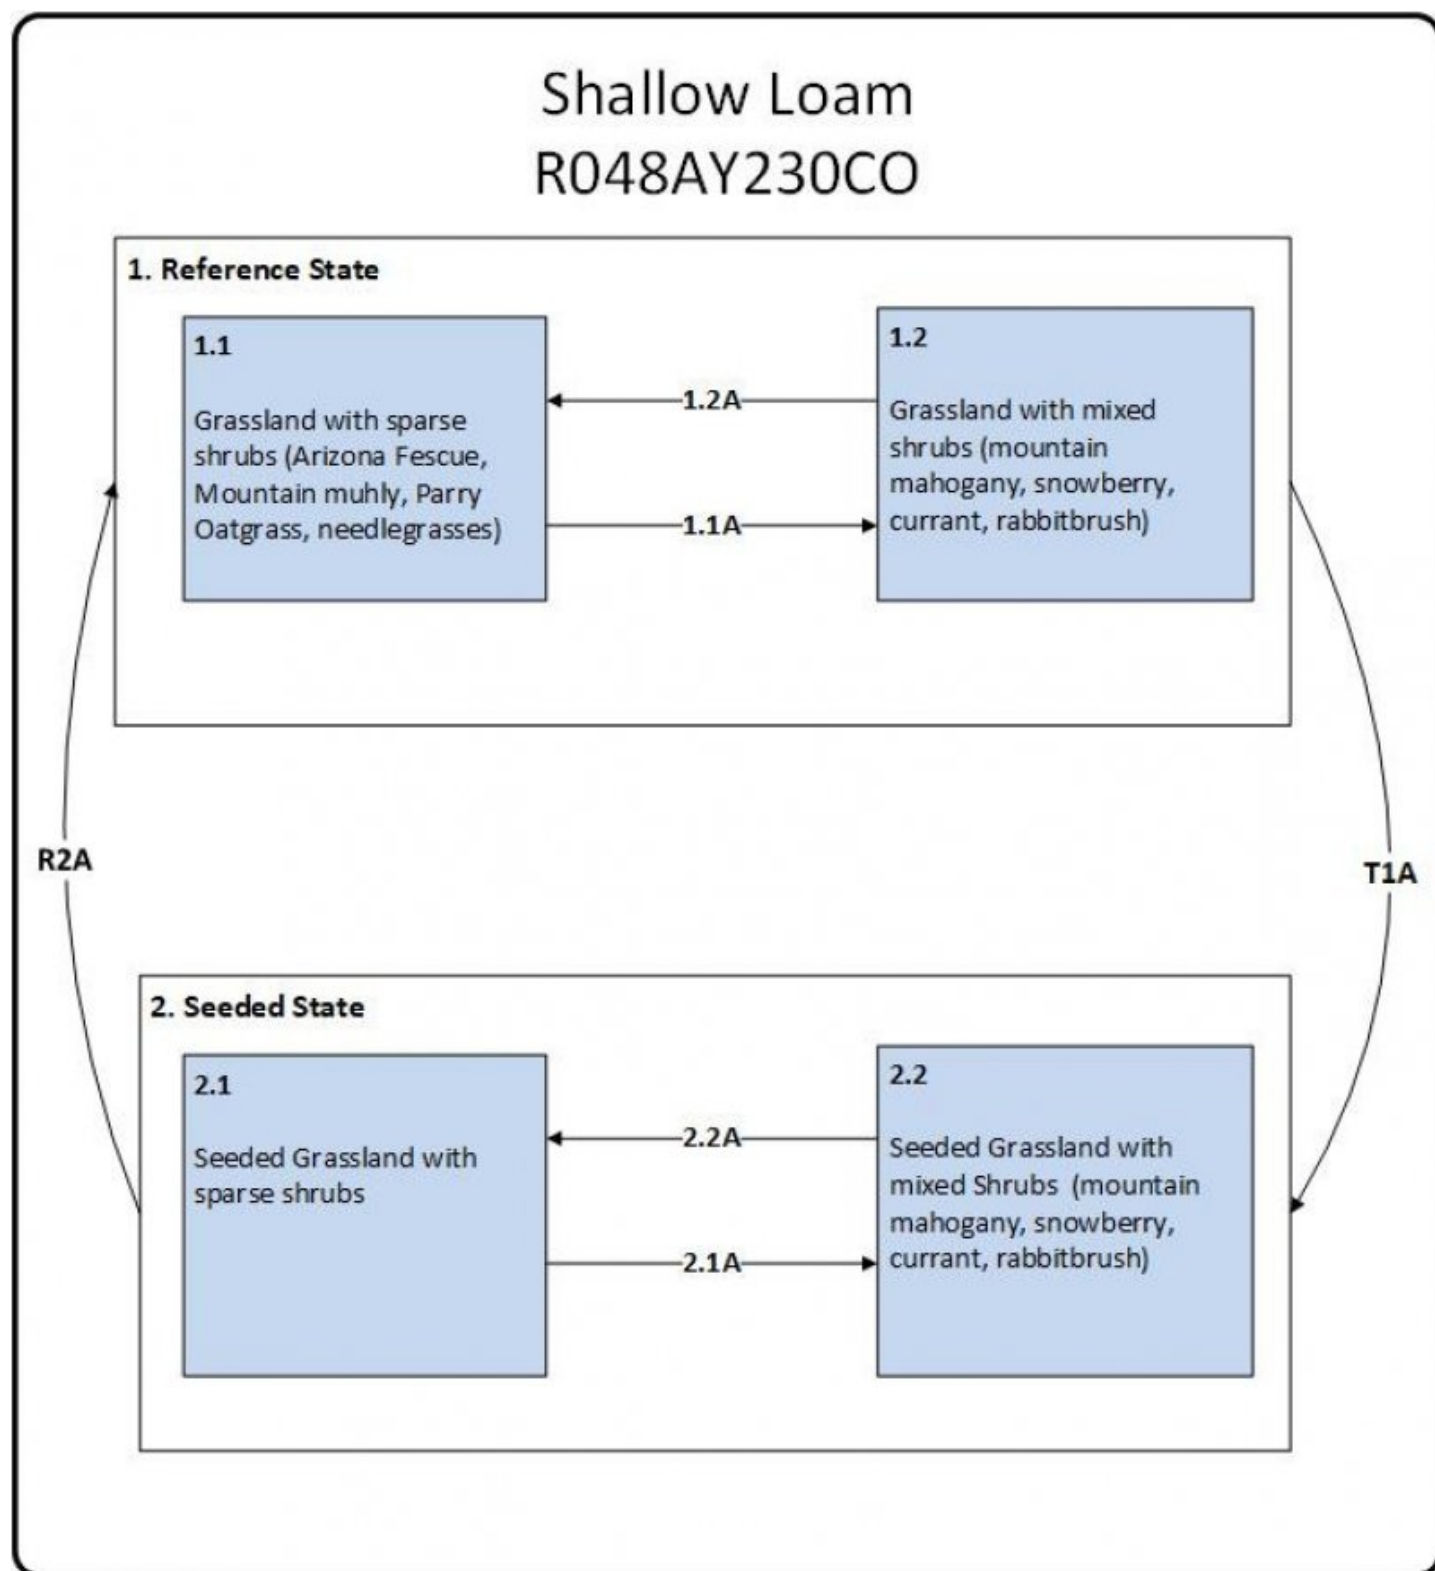 Shallow Loam
R048AY230CO
1. Reference State
1.1
Grassland with sparse
shrubs (Arizona Fescue,
Mountain muhly, Parry
Oatgrass, needlegrasses)
1.2A
1.1A
1.2
Grassland with mixed
shrubs (mountain
mahogany, snowberry,
currant, rabbitbrush)
R2A
T1A
2. Seeded State
2.1
Seeded Grassland with
sparse shrubs
2.2A
2.1A
2.2
Seeded Grassland with
mixed Shrubs (mountain
mahogany, snowberry,
currant, rabbitbrush)